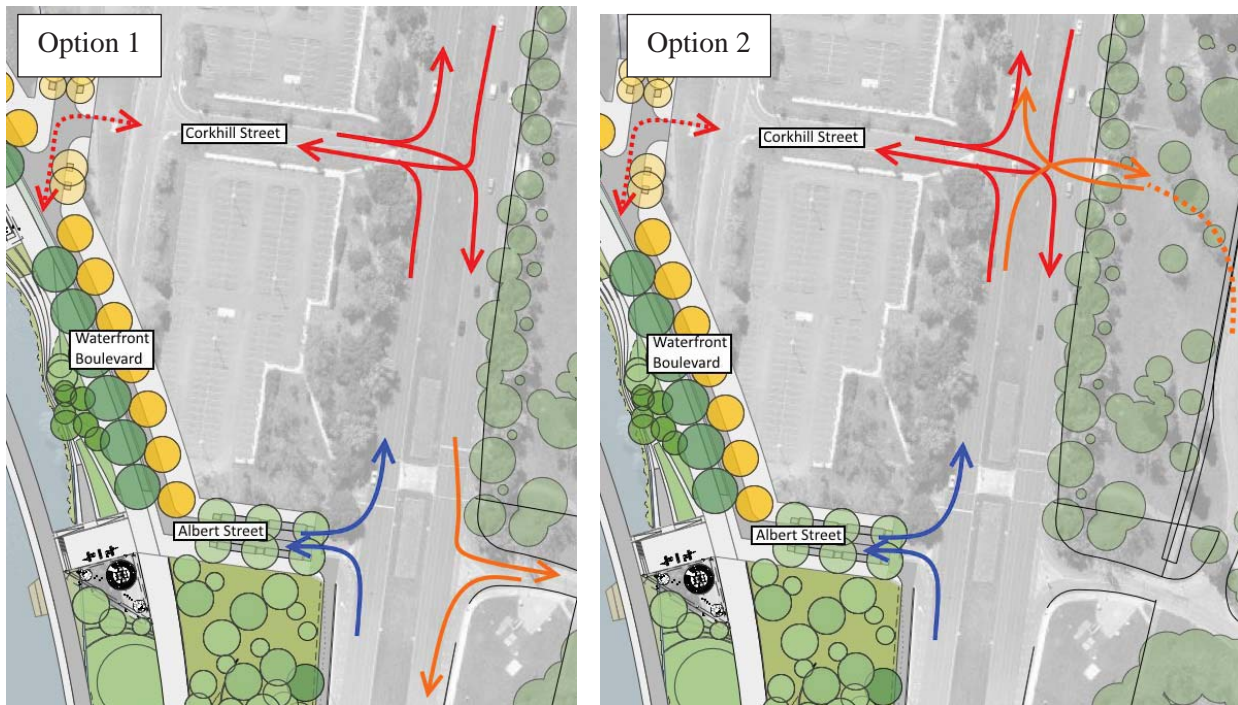 Option 1
Corkhill Street
Waterfront
Boulevard
Albert Street
Option 2
Corkhill Street
Waterfront
Boulevard
Albert Street